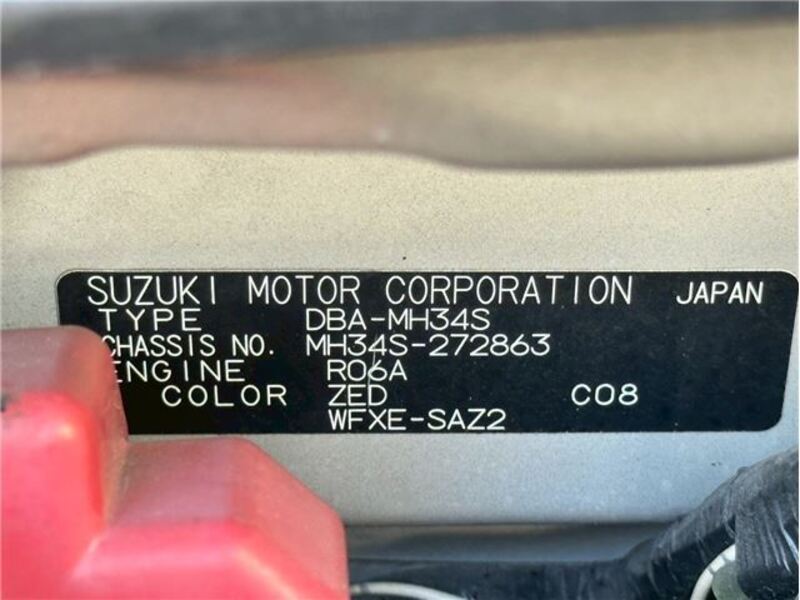 SUZUKI MOTOR CORPORATION JAPAN
TYPE DBA-MH34S
CHASSIS NO. MH34S-272863
ENGINE R06A
COLOR ZED C08
WFXE-SAZ2